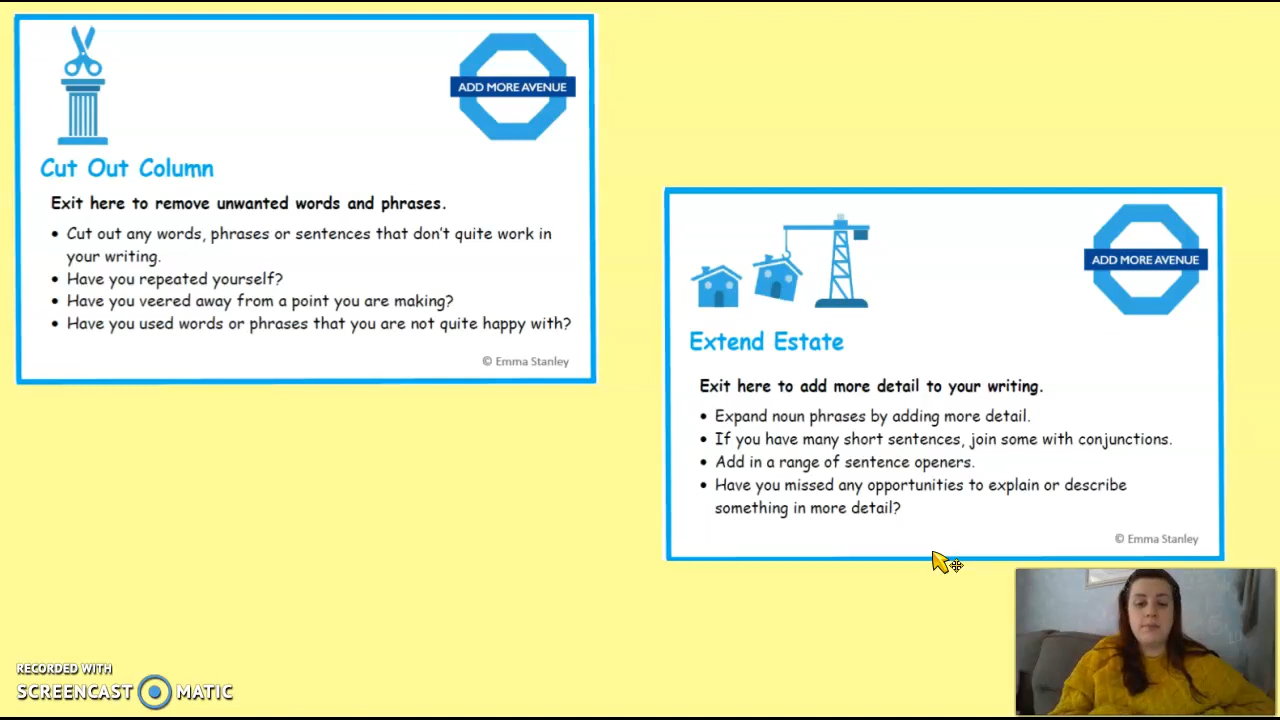 ADD MORE AVENUE
Cut Out Column
Exit here to remove unwanted words and phrases.
• Cut out any words, phrases or sentences that don't quite work in
your writing.
• Have you repeated yourself?
• Have you veered away from a point you are making?
• Have you used words or phrases that you are not quite happy with?
© Emma Stanley
ADD MORE AVENUE
Extend Estate
Exit here to add more detail to your writing.
• Expand noun phrases by adding more detail.
• If you have many short sentences, join some with conjunctions.
• Add in a range of sentence openers.
• Have you missed any opportunities to explain or describe
something in more detail?
© Emma Stanley
RECORDED WITH
SCREENCAST MATIC